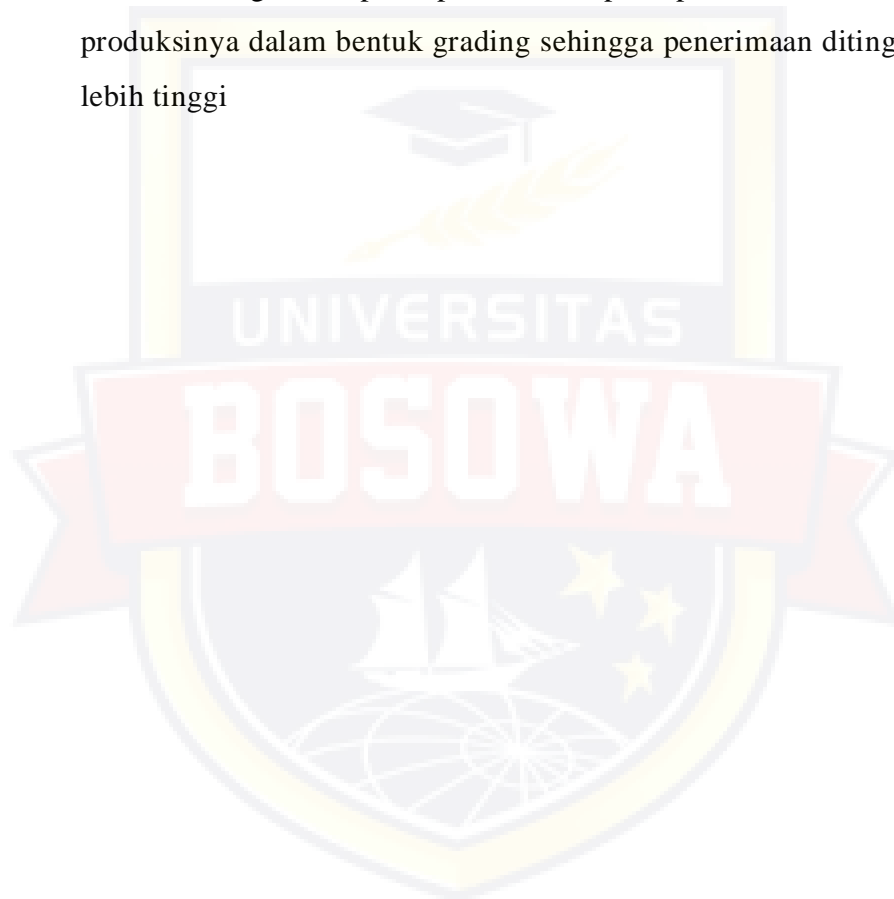 produksinya dalam bentuk grading sehingga penerimaan diting
lebih tinggi
UNIVERSITAS
BOSOWA